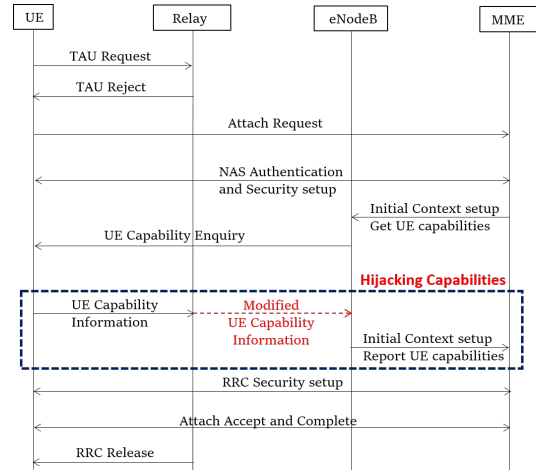 UE
Relay
eNodeB
MME
TAU Request
TAU Reject
Attach Request
NAS Authentication
and Security setup
Initial Context setup
Get UE capabilities
UE Capability Enquiry
Hijacking Capabilities
UE Capability
Information
Modified
UE Capability
Information
Initial Context setup
Report UE capabilities
RRC Security setup
Attach Accept and Complete
RRC Release